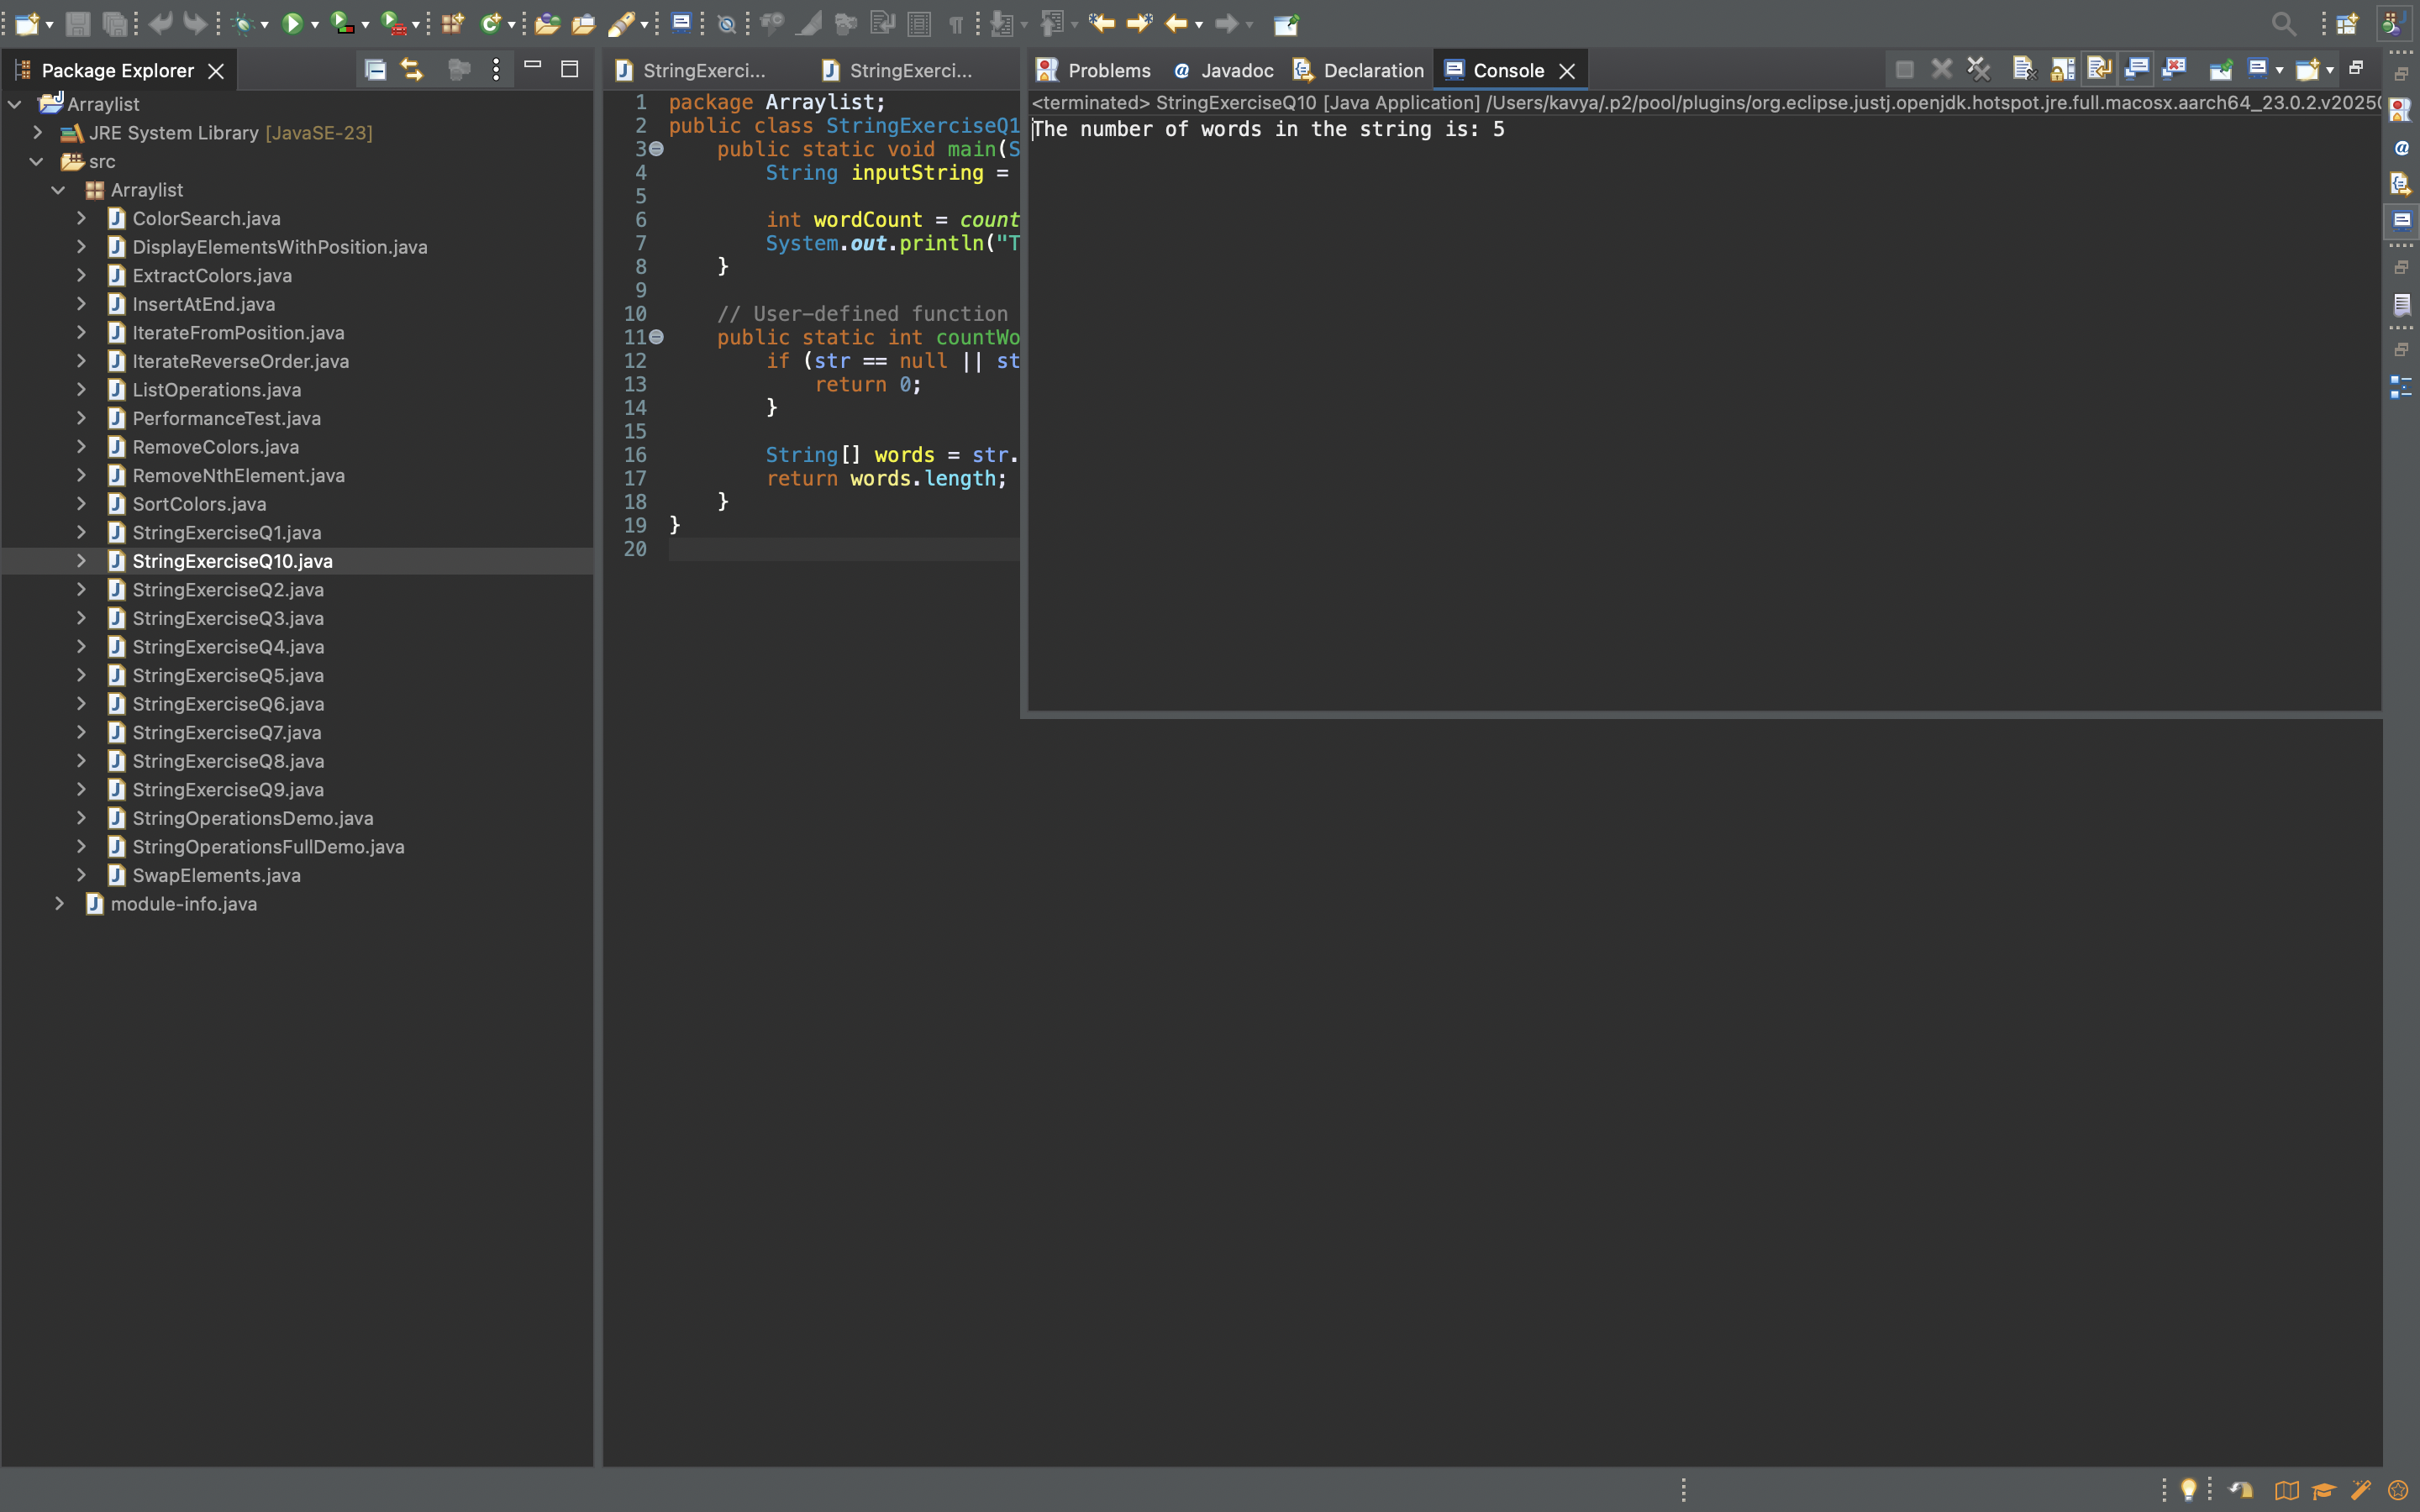 Package Explorer
Arraylist
JRE System Library [JavaSE-23]
src
Arraylist
ColorSearch.java
DisplayElementsWithPosition.java
ExtractColors.java
InsertAtEnd.java
IterateFromPosition.java
IterateReverseOrder.java
ListOperations.java
PerformanceTest.java
RemoveColors.java
RemoveNthElement.java
SortColors.java
StringExerciseQ1.java
StringExerciseQ10.java
StringExerciseQ2.java
StringExerciseQ3.java
StringExerciseQ4.java
StringExerciseQ5.java
StringExerciseQ6.java
StringExerciseQ7.java
StringExerciseQ8.java
StringExerciseQ9.java
StringOperationsDemo.java
StringOperationsFullDemo.java
SwapElements.java
module-info.java
StringExerci... StringExerci...
1 package Arraylist;
2 public class StringExerciseQ1
3 public static void main(S
4 String inputString =
5
6 int wordCount = count
7 System.out.println("T
8 }
9
10 // User-defined function
11 public static int countWo
12 if (str == null || st
13 return 0;
14 }
15
16 String[] words = str.
17 return words.length;
18 }
19 }
20
Problems Javadoc Declaration Console
<terminated> StringExerciseQ10 [Java Application] /Users/kavya/.p2/pool/plugins/org.eclipse.justj.openjdk.hotspot.jre.full.macosx.aarch64_23.0.2.v2025
The number of words in the string is: 5